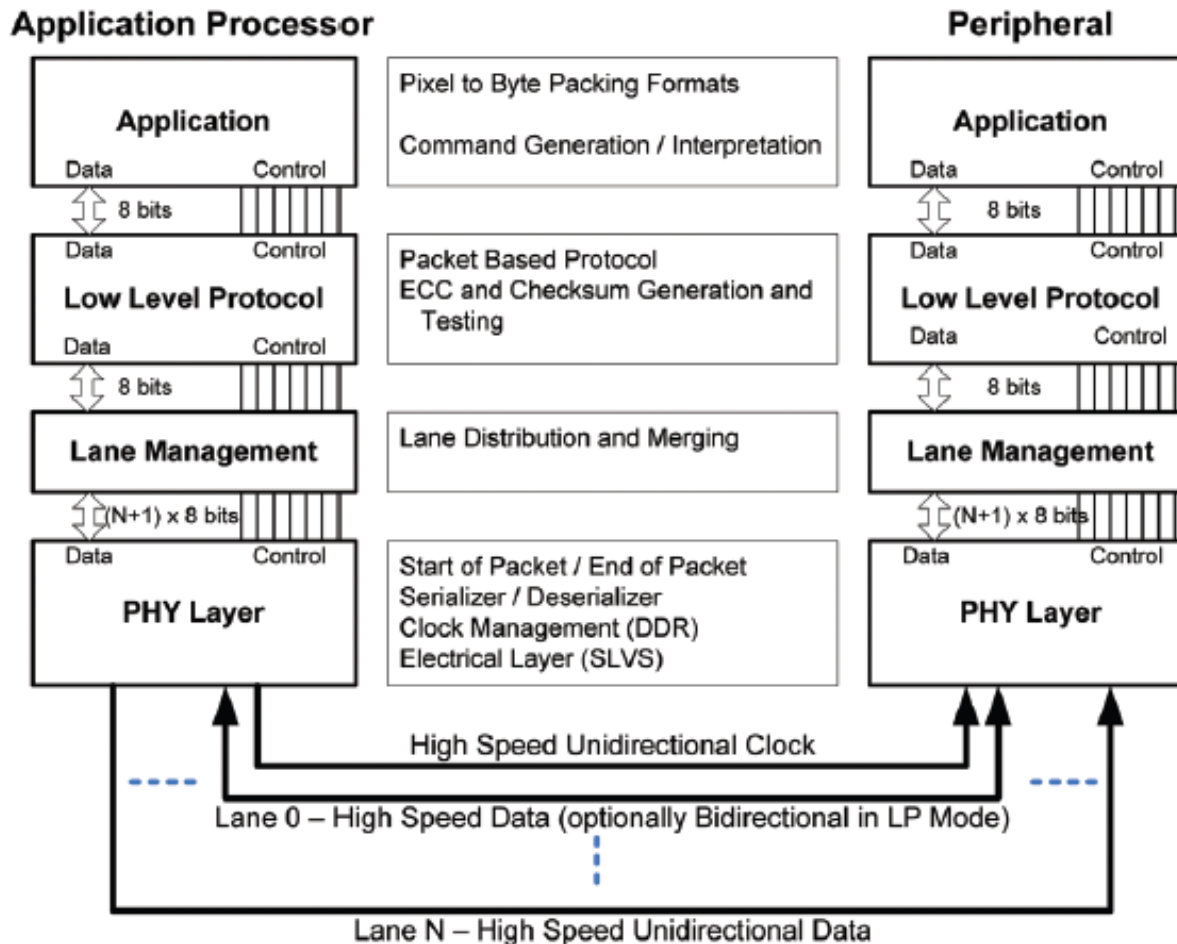 Application Processor
Peripheral
Application
Data
Control
8 bits
Data
Control
Low Level Protocol
Data
Control
8 bits
Lane Management
(N+1) x 8 bits
Data
Control
PHY Layer
Pixel to Byte Packing Formats
Command Generation / Interpretation
Packet Based Protocol
ECC and Checksum Generation and
Testing
Lane Distribution and Merging
Start of Packet / End of Packet
Serializer / Deserializer
Clock Management (DDR)
Electrical Layer (SLVS)
Application
Data
Control
8 bits
Data
Control
Low Level Protocol
Data
Control
8 bits
Lane Management
(N+1) x 8 bits
Data
Control
PHY Layer
High Speed Unidirectional Clock
Lane 0 – High Speed Data (optionally Bidirectional in LP Mode)
Lane N – High Speed Unidirectional Data